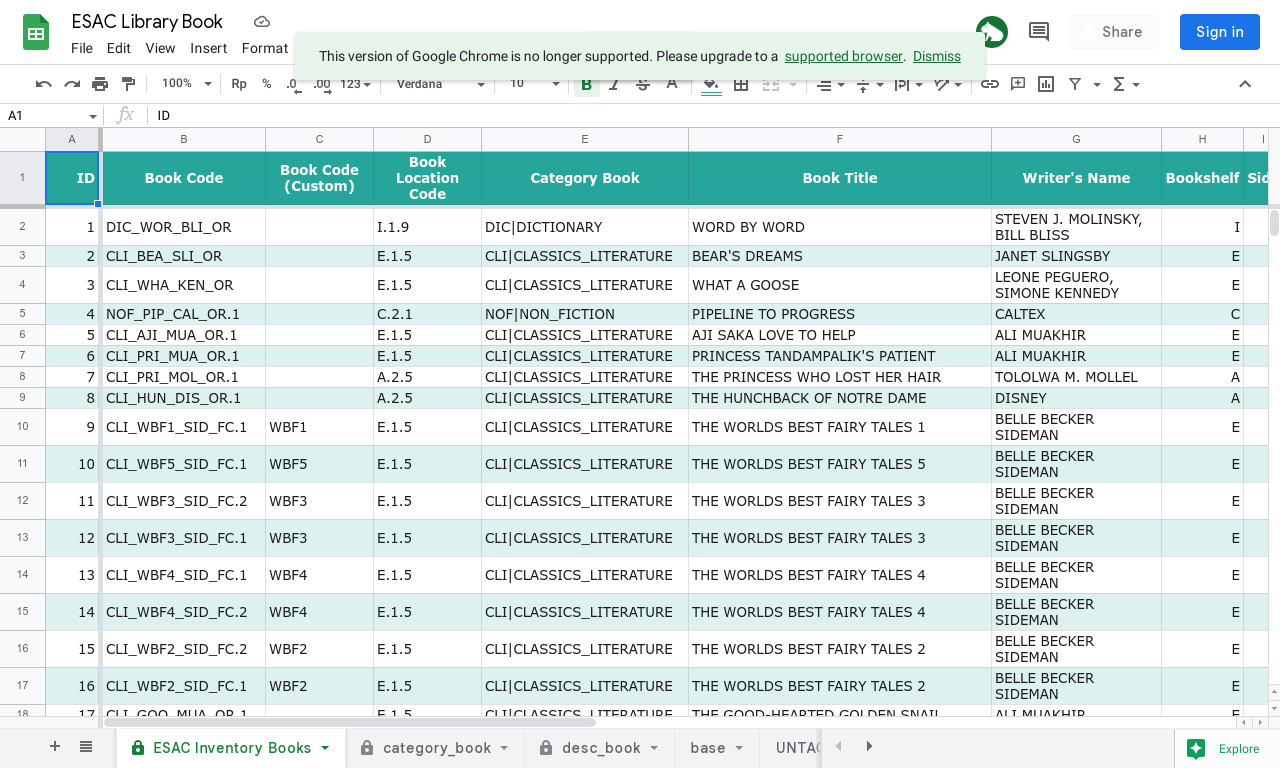 ESAC Library Book
File Edit View Insert Format
This version of Google Chrome is no longer supported. Please upgrade to a supported browser. Dismiss
Share
Sign in
100% Rp % .0 .00 123 Verdana 10 B I S A
A1 fx ID
A B C D E F G H I
1 ID Book Code Book Code (Custom) Book Location Code Category Book Book Title Writer's Name Bookshelf Sid
2 1 DIC_WOR_BLI_OR I.1.9 DIC|DICTIONARY WORD BY WORD STEVEN J. MOLINSKY, BILL BLISS I
3 2 CLI_BEA_SLI_OR E.1.5 CLI|CLASSICS_LITERATURE BEAR'S DREAMS JANET SLINGSBY E
4 3 CLI_WHA_KEN_OR E.1.5 CLI|CLASSICS_LITERATURE WHAT A GOOSE LEONE PEGUERO, SIMONE KENNEDY E
5 4 NOF_PIP_CAL_OR.1 C.2.1 NOF|NON_FICTION PIPELINE TO PROGRESS CALTEX C
6 5 CLI_AJI_MUA_OR.1 E.1.5 CLI|CLASSICS_LITERATURE AJI SAKA LOVE TO HELP ALI MUAKHIR E
7 6 CLI_PRI_MUA_OR.1 E.1.5 CLI|CLASSICS_LITERATURE PRINCESS TANDAMPALIK'S PATIENT ALI MUAKHIR E
8 7 CLI_PRI_MOL_OR.1 A.2.5 CLI|CLASSICS_LITERATURE THE PRINCESS WHO LOST HER HAIR TOLOLWA M. MOLLEL A
9 8 CLI_HUN_DIS_OR.1 A.2.5 CLI|CLASSICS_LITERATURE THE HUNCHBACK OF NOTRE DAME DISNEY A
10 9 CLI_WBF1_SID_FC.1 WBF1 E.1.5 CLI|CLASSICS_LITERATURE THE WORLDS BEST FAIRY TALES 1 BELLE BECKER SIDEMAN E
11 10 CLI_WBF5_SID_FC.1 WBF5 E.1.5 CLI|CLASSICS_LITERATURE THE WORLDS BEST FAIRY TALES 5 BELLE BECKER SIDEMAN E
12 11 CLI_WBF3_SID_FC.2 WBF3 E.1.5 CLI|CLASSICS_LITERATURE THE WORLDS BEST FAIRY TALES 3 BELLE BECKER SIDEMAN E
13 12 CLI_WBF3_SID_FC.1 WBF3 E.1.5 CLI|CLASSICS_LITERATURE THE WORLDS BEST FAIRY TALES 3 BELLE BECKER SIDEMAN E
14 13 CLI_WBF4_SID_FC.1 WBF4 E.1.5 CLI|CLASSICS_LITERATURE THE WORLDS BEST FAIRY TALES 4 BELLE BECKER SIDEMAN E
15 14 CLI_WBF4_SID_FC.2 WBF4 E.1.5 CLI|CLASSICS_LITERATURE THE WORLDS BEST FAIRY TALES 4 BELLE BECKER SIDEMAN E
16 15 CLI_WBF2_SID_FC.2 WBF2 E.1.5 CLI|CLASSICS_LITERATURE THE WORLDS BEST FAIRY TALES 2 BELLE BECKER SIDEMAN E
17 16 CLI_WBF2_SID_FC.1 WBF2 E.1.5 CLI|CLASSICS_LITERATURE THE WORLDS BEST FAIRY TALES 2 BELLE BECKER SIDEMAN E
18 17 CLI_GOO_MUA_OR.1 E.1.5 CLI|CLASSICS_LITERATURE THE GOOD-HEARTED GOLDEN SNAIL ALI MUAKHIR E
ESAC Inventory Books category_book desc_book base UNTAG Explore